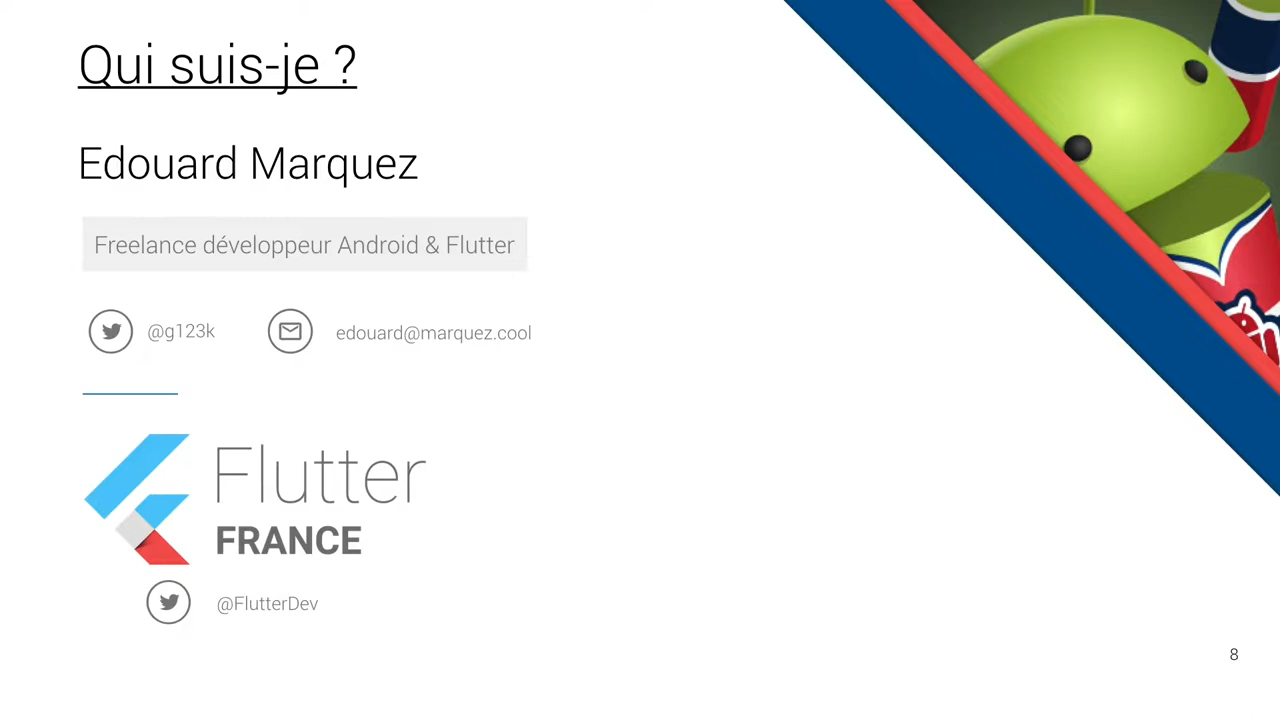 Qui suis-je ?
Edouard Marquez
Freelance développeur Android & Flutter
@g123k
edouard@marquez.cool
Flutter
FRANCE
@FlutterDev
8